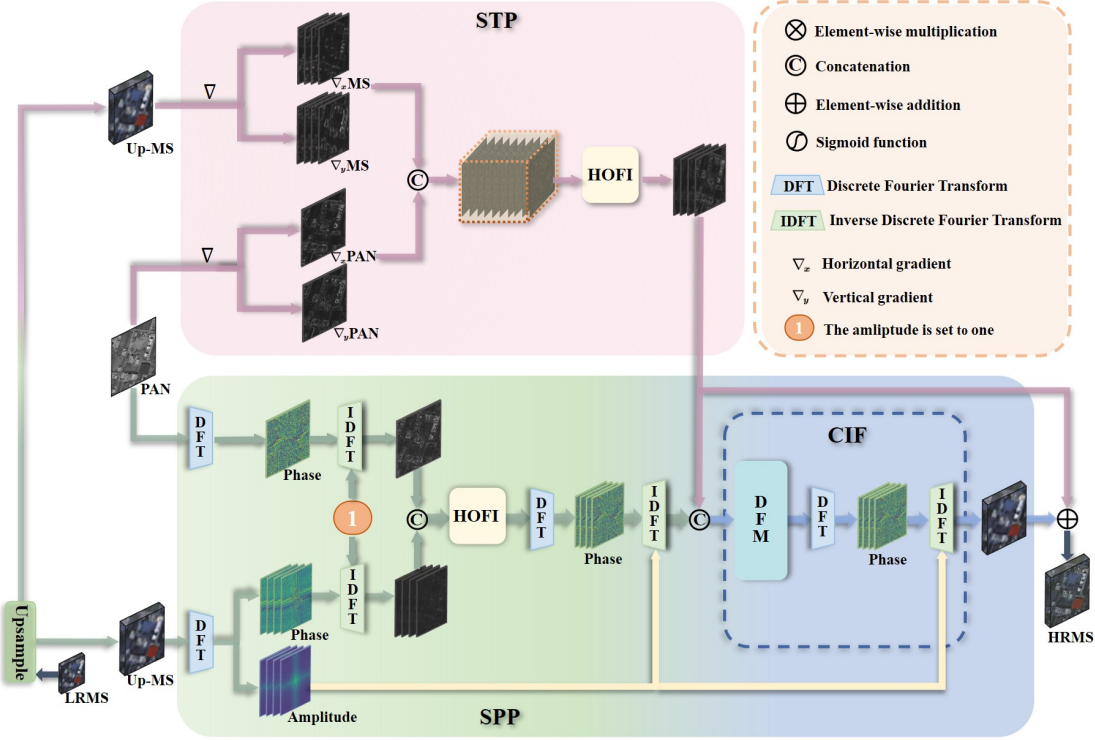 STP
∇
∇ₓMS
Up-MS
∇ᵧMS
C
HOFI
∇
∇ₓPAN
∇ᵧPAN
PAN
Element-wise multiplication
C Concatenation
Element-wise addition
∫ Sigmoid function
DFT Discrete Fourier Transform
IDFT Inverse Discrete Fourier Transform
∇ₓ Horizontal gradient
∇ᵧ Vertical gradient
1 The amliptude is set to one
DFT
Phase
IDFT
1
C
HOFI
DFT
Phase
IDFT
C
CIF
DFM
DFT
Phase
IDFT
HRMS
Upsample
LRMS
Up-MS
DFT
Phase
IDFT
Amplitude
SPP